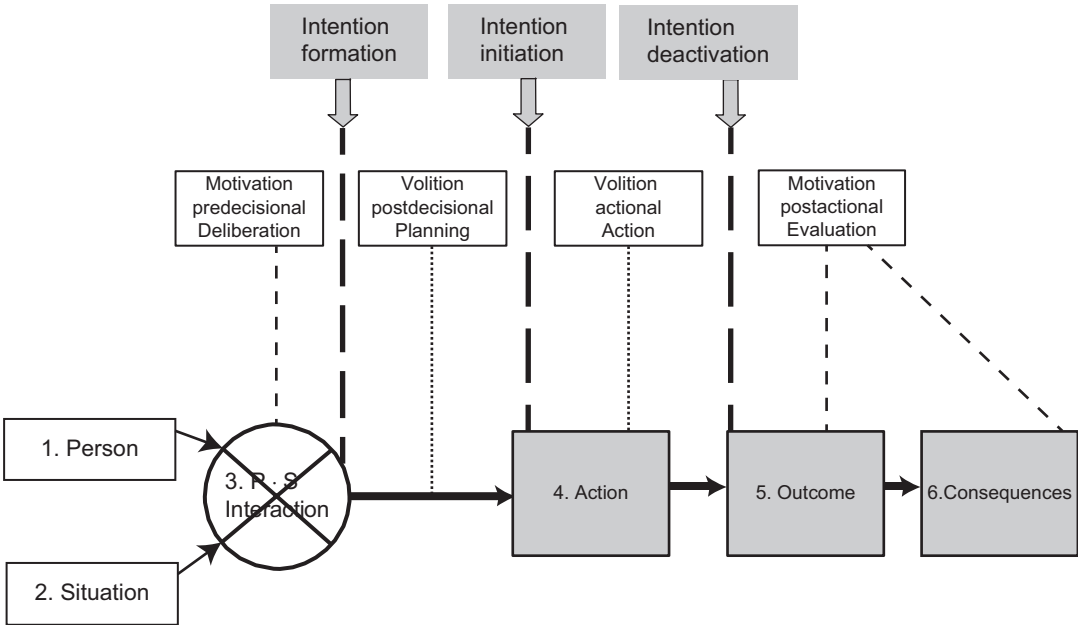 Intention
formation
Intention
initiation
Intention
deactivation
Motivation
predecisional
Deliberation
Volition
postdecisional
Planning
Volition
actional
Action
Motivation
postactional
Evaluation
1. Person
2. Situation
3. P · S
Interaction
4. Action
5. Outcome
6.Consequences